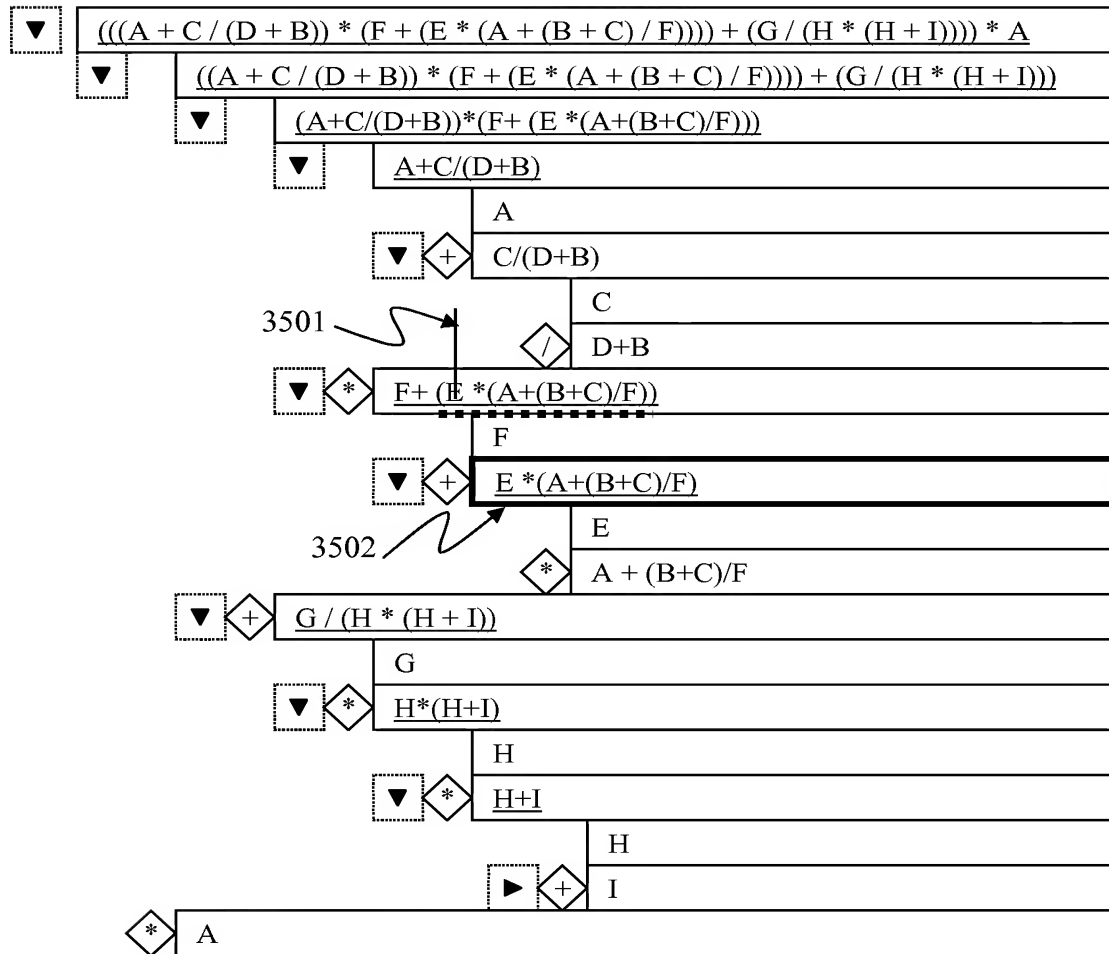 (((A + C / (D + B)) * (F + (E * (A + (B + C) / F)))) + (G / (H * (H + I)))) * A
((A + C / (D + B)) * (F + (E * (A + (B + C) / F)))) + (G / (H * (H + I)))
(A+C/(D+B))*(F+ (E *(A+(B+C)/F)))
A+C/(D+B)
A
+ C/(D+B)
C
3501
/ D+B
* F+ (E *(A+(B+C)/F))
F
+ E *(A+(B+C)/F)
E
3502
* A + (B+C)/F
+ G / (H * (H + I))
G
* H*(H+I)
H
* H+I
H
+ I
* A